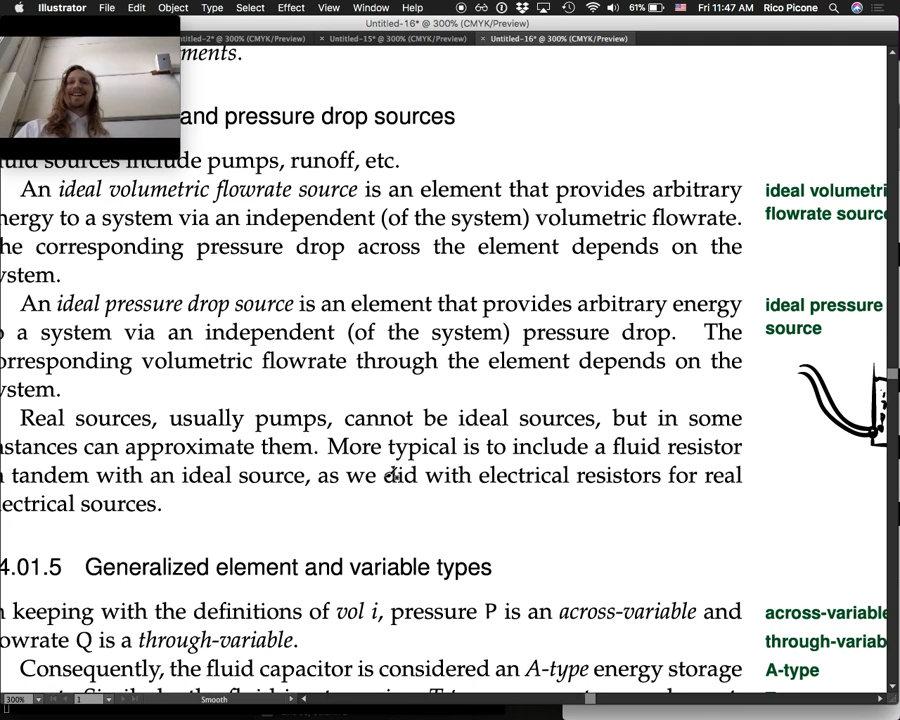 Illustrator File Edit Object Type Select Effect View Window Help 61% Fri 11:47 AM Rico Picone
Untitled-16* @ 300% (CMYK/Preview)
titled-2* @ 300% (CMYK/Preview) × Untitled-15* @ 300% (CMYK/Preview) × Untitled-16* @ 300% (CMYK/Preview)
ments.
and pressure drop sources
uid sources include pumps, runoff, etc.
An ideal volumetric flowrate source is an element that provides arbitrary
nergy to a system via an independent (of the system) volumetric flowrate.
he corresponding pressure drop across the element depends on the
ystem.
ideal volumetri
flowrate sourc
An ideal pressure drop source is an element that provides arbitrary energy
o a system via an independent (of the system) pressure drop. The
orresponding volumetric flowrate through the element depends on the
ystem.
ideal pressure
source
Real sources, usually pumps, cannot be ideal sources, but in some
nstances can approximate them. More typical is to include a fluid resistor
n tandem with an ideal source, as we did with electrical resistors for real
lectrical sources.
4.01.5 Generalized element and variable types
n keeping with the definitions of vol i, pressure P is an across-variable and
owrate Q is a through-variable.
across-variable
through-variab
Consequently, the fluid capacitor is considered an A-type energy storage
A-type
300% 1 Smooth